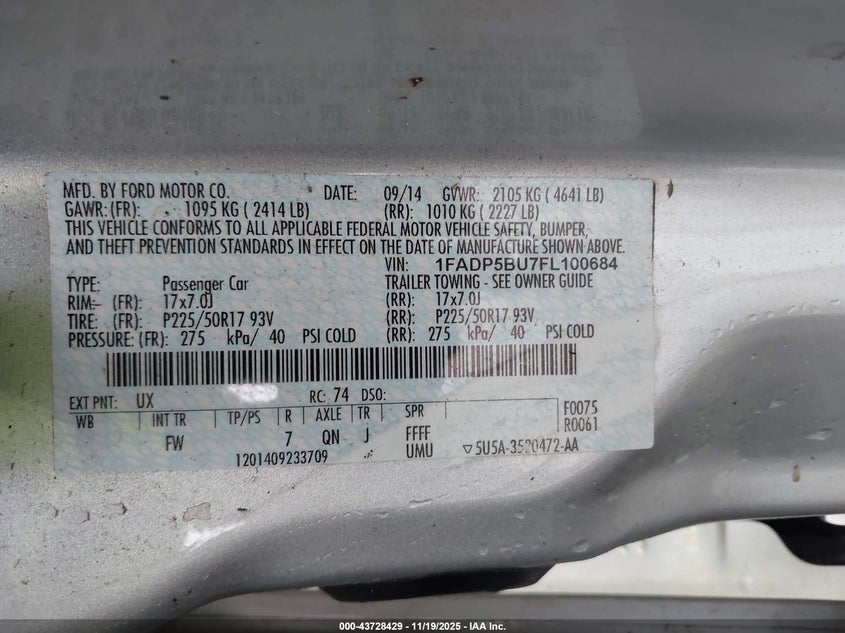 MFD. BY FORD MOTOR CO. DATE: 09/14 GVWR: 2105 KG ( 4641 LB)
GAWR:(FR): 1095 KG ( 2414 LB) (RR): 1010 KG ( 2227 LB)
THIS VEHICLE CONFORMS TO ALL APPLICABLE FEDERAL MOTOR VEHICLE SAFETY, BUMPER,
AND THEFT PREVENTION STANDARDS IN EFFECT ON THE DATE OF MANUFACTURE SHOWN ABOVE.
VIN: 1FADP5BU7FL100684
TYPE: Passenger Car TRAILER TOWING - SEE OWNER GUIDE
RIM: (FR): 17x7.0J (RR): 17x7.0J
TIRE: (FR): P225/50R17 93V (RR): P225/50R17 93V
PRESSURE: (FR): 275 kPa/ 40 PSI COLD (RR): 275 kPa/ 40 PSI COLD
EXT PNT: UX RC: 74 DSO:
WB INT TR TP/PS R AXLE TR SPR F0075
R0061
FW 7 QN J FFFF
1201409233709 UMU 5U5A-3520472-AA
000-43728429 - 11/19/2025 - IAA Inc.